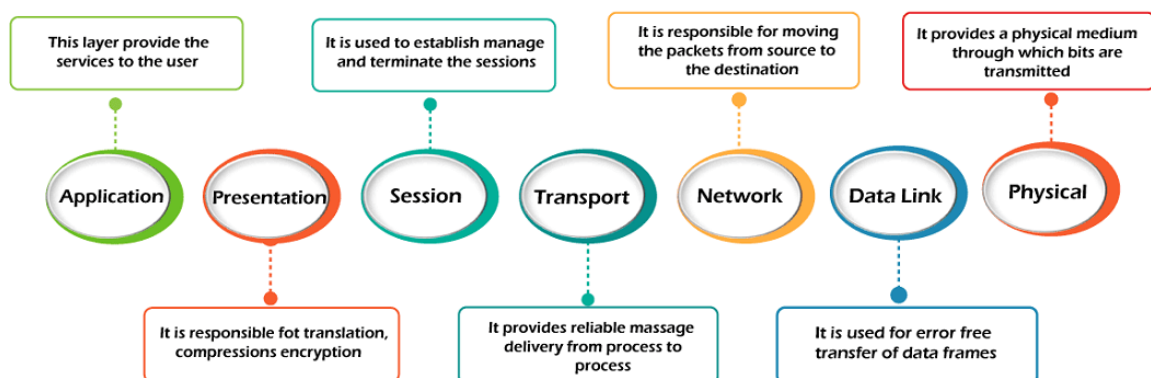 This layer provide the
services to the user
It is used to establish manage
and terminate the sessions
It is responsible for moving
the packets from source to
the destination
It provides a physical medium
through which bits are
transmitted
Application
Presentation
Session
Transport
Network
Data Link
Physical
It is responsible fot translation,
compressions encryption
It provides reliable massage
delivery from process to
process
It is used for error free
transfer of data frames